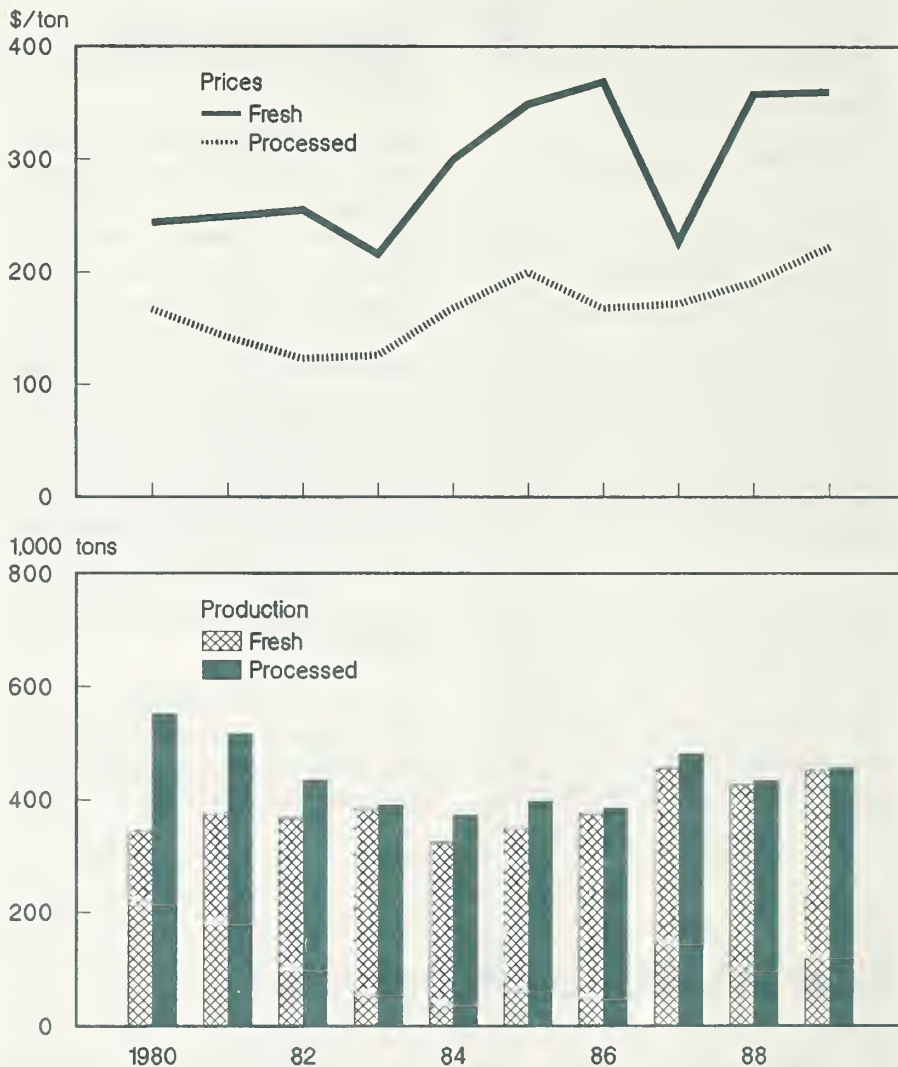 $/ton
400
300
200
100
0
Prices
Fresh
Processed
1,000 tons
800
600
400
200
0
Production
Fresh
Processed
1980 82 84 86 88